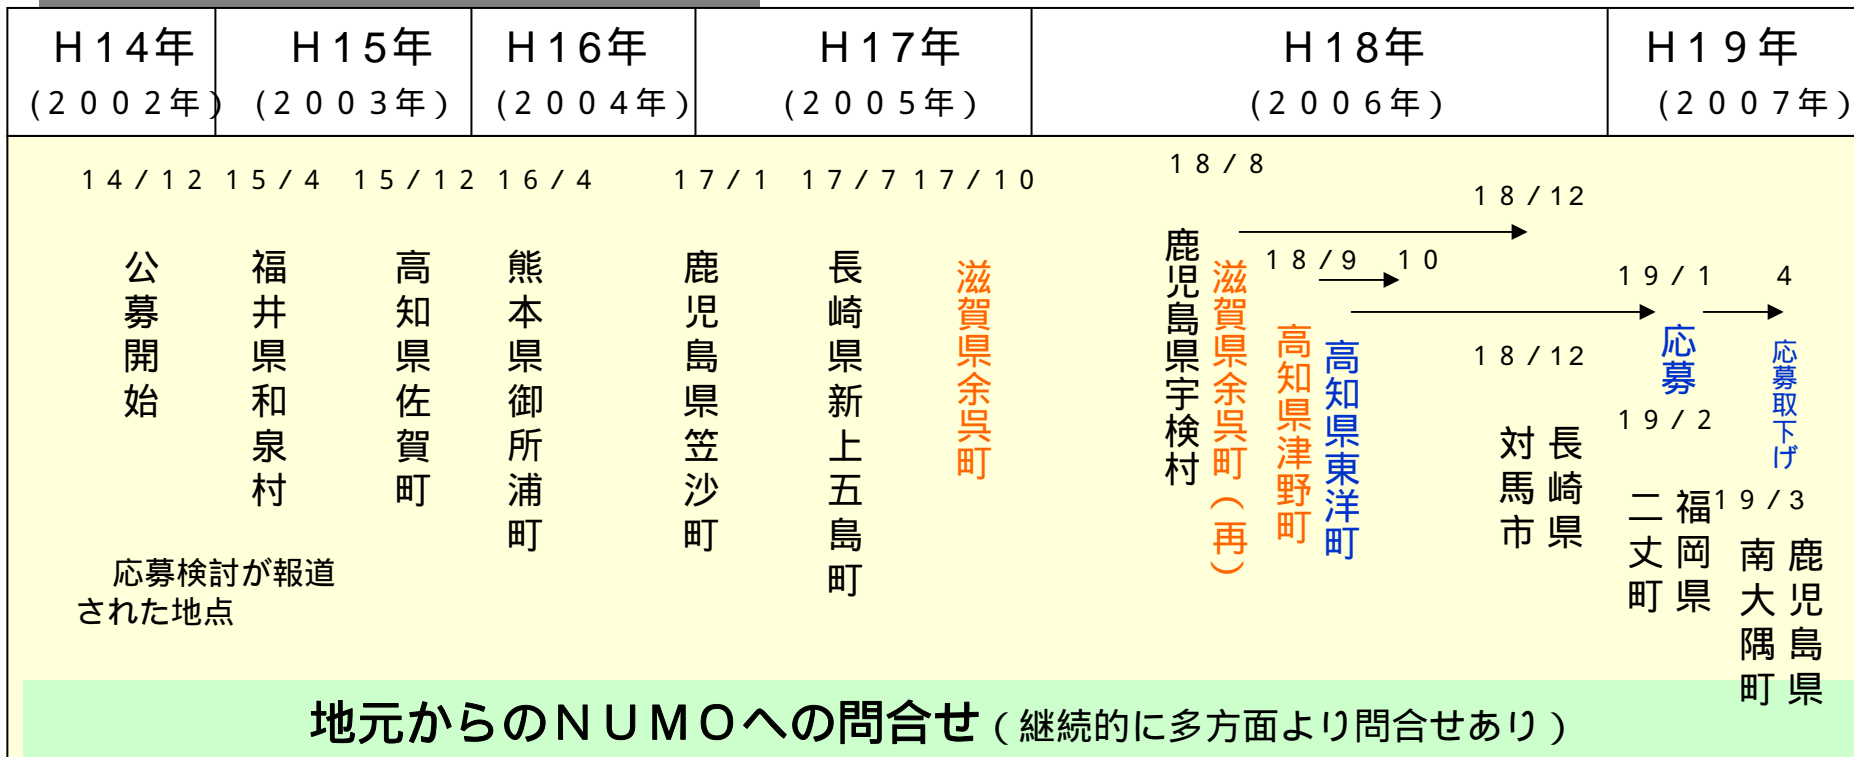 H14年
(2002年)
H15年
(2003年)
H16年
(2004年)
H17年
(2005年)
H18年
(2006年)
H19年
(2007年)
14/12
公募開始
15/4
福井県和泉村
15/12
高知県佐賀町
16/4
熊本県御所浦町
17/1
鹿児島県笠沙町
17/7
長崎県新上五島町
17/10
滋賀県余呉町
18/8
鹿児島県宇検村
滋賀県余呉町(再)
18/12
18/9
10
高知県津野町
高知県東洋町
19/1
応募
4
応募取下げ
18/12
長崎県
対馬市
19/2
福岡県
二丈町
19/3
鹿児島県
南大隅町
応募検討が報道
された地点
地元からのNUMOへの問合せ(継続的に多方面より問合せあり)